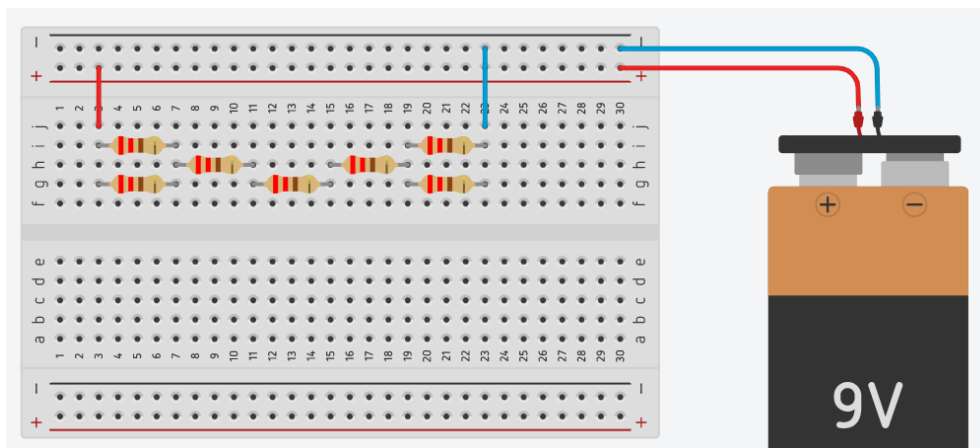 − −
+ +
1 2 3 4 5 6 7 8 9 10 11 12 13 14 15 16 17 18 19 20 21 22 23 24 25 26 27 28 29 30
j j
i i
h h
g g
f f
+ −
e e
d d
c c
b b
a a
1 2 3 4 5 6 7 8 9 10 11 12 13 14 15 16 17 18 19 20 21 22 23 24 25 26 27 28 29 30
− −
+ +
9V